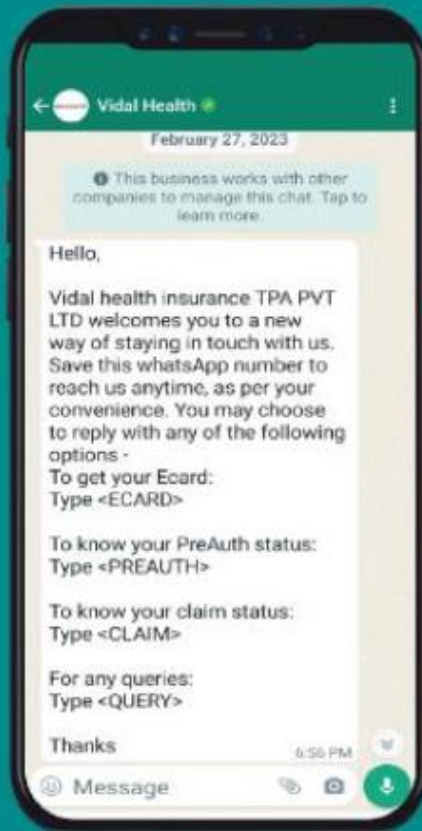 Vidal Health
February 27, 2023
This business works with other
companies to manage this chat. Tap to
learn more.
Hello,
Vidal health insurance TPA PVT
LTD welcomes you to a new
way of staying in touch with us.
Save this whatsApp number to
reach us anytime, as per your
convenience. You may choose
to reply with any of the following
options -
To get your Ecard:
Type <ECARD>
To know your PreAuth status:
Type <PREAUTH>
To know your claim status:
Type <CLAIM>
For any queries:
Type <QUERY>
Thanks
6:56 PM
Message